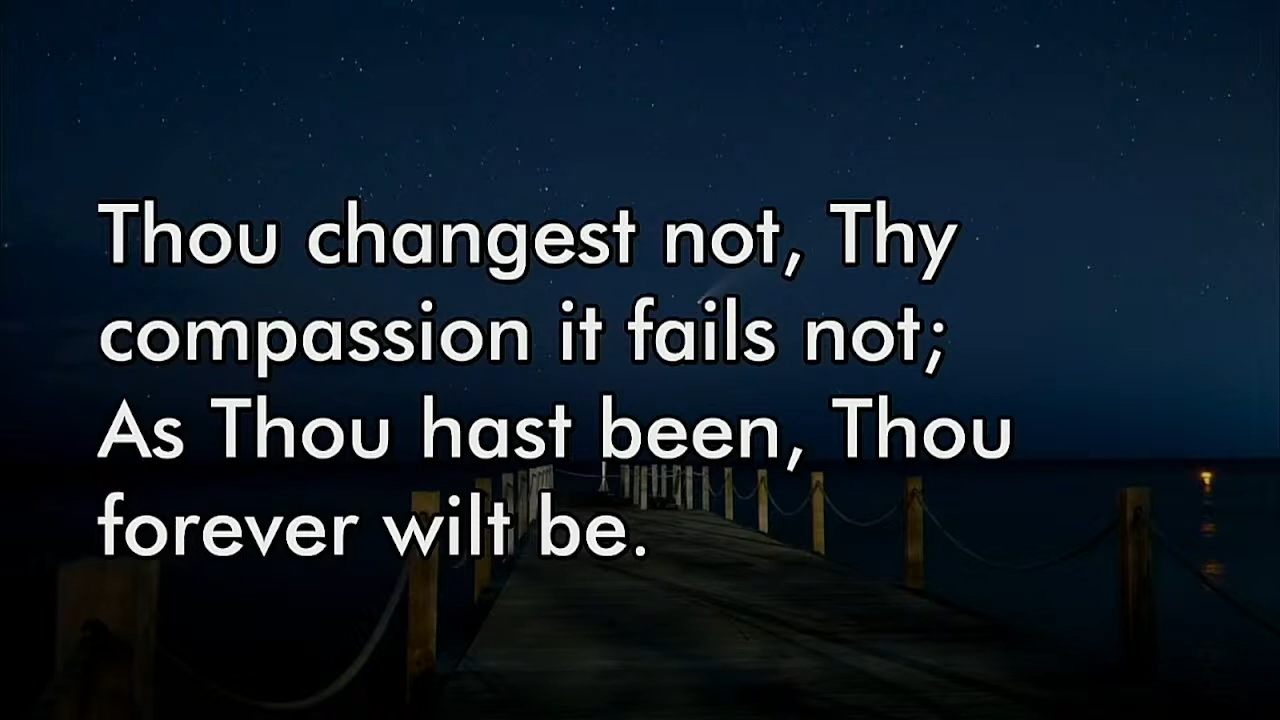 Thou changest not, Thy
compassion it fails not;
As Thou hast been, Thou
forever wilt be.